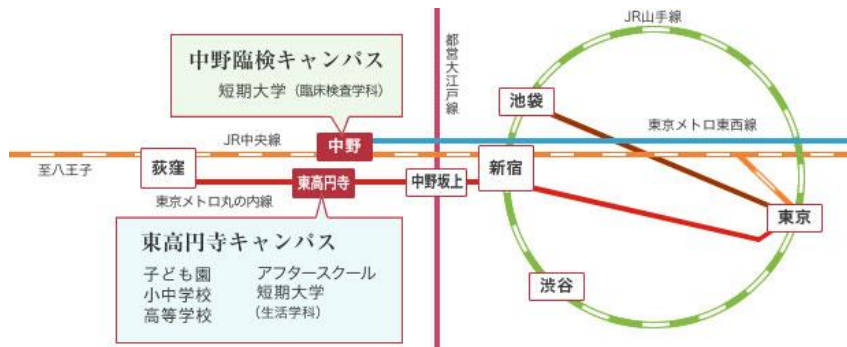 JR山手線
中野臨検キャンパス
短期大学（臨床検査学科）
都営大江戸線
池袋
東京メトロ東西線
JR中央線
中野
至八王子
荻窪
新宿
東高円寺
中野坂上
東京メトロ丸の内線
東京
東高円寺キャンパス
子ども園
アフタースクール
小中学校
短期大学
高等学校
（生活学科）
渋谷